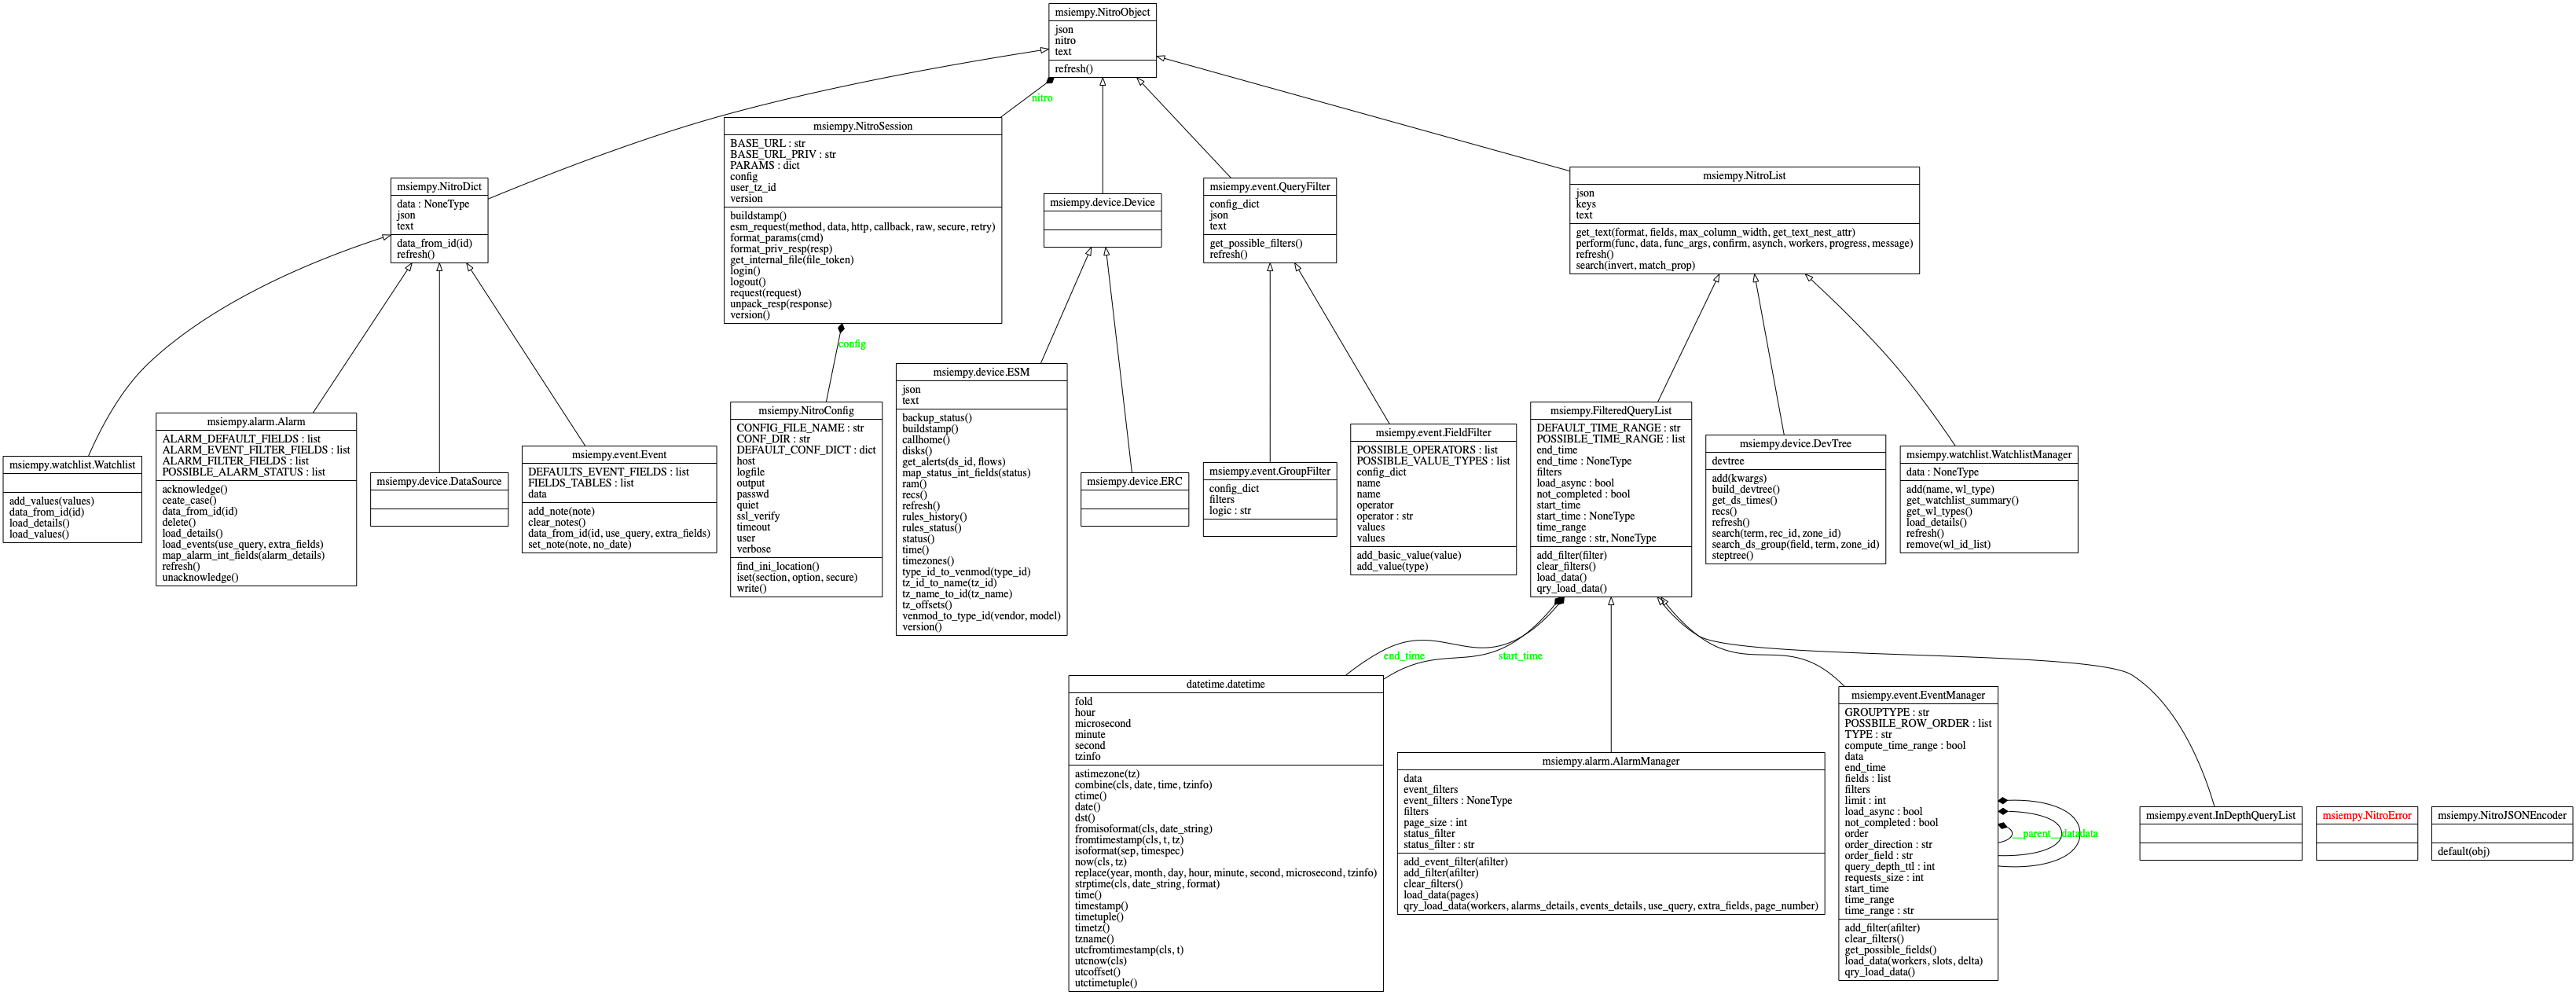 msiempy.NitroObject
json
nitro
text
refresh()
nitro
msiempy.NitroDict
data : NoneType
json
text
data_from_id(id)
refresh()
msiempy.NitroSession
BASE_URL : str
BASE_URL_PRIV : str
PARAMS : dict
config
user_tz_id
version
buildstamp()
esm_request(method, data, http, callback, raw, secure, retry)
format_params(cmd)
format_priv_resp(resp)
get_internal_file(file_token)
login()
logout()
request(request)
unpack_resp(response)
version()
msiempy.device.Device
msiempy.event.QueryFilter
config_dict
json
text
get_possible_filters()
refresh()
msiempy.NitroList
json
keys
text
get_text(format, fields, max_column_width, get_text_nest_attr)
perform(func, data, func_args, confirm, asynch, workers, progress, message)
refresh()
search(invert, match_prop)
config
msiempy.watchlist.Watchlist
add_values(values)
data_from_id(id)
load_details()
load_values()
msiempy.alarm.Alarm
ALARM_DEFAULT_FIELDS : list
ALARM_EVENT_FILTER_FIELDS : list
ALARM_FILTER_FIELDS : list
POSSIBLE_ALARM_STATUS : list
acknowledge()
ceate_case()
data_from_id(id)
delete()
load_details()
load_events(use_query, extra_fields)
map_alarm_int_fields(alarm_details)
refresh()
unacknowledge()
msiempy.device.DataSource
msiempy.event.Event
DEFAULTS_EVENT_FIELDS : list
FIELDS_TABLES : list
data
add_note(note)
clear_notes()
data_from_id(id, use_query, extra_fields)
set_note(note, no_date)
msiempy.NitroConfig
CONFIG_FILE_NAME : str
CONF_DIR : str
DEFAULT_CONF_DICT : dict
host
logfile
output
passwd
quiet
ssl_verify
timeout
user
verbose
find_ini_location()
iset(section, option, secure)
write()
msiempy.device.ESM
json
text
backup_status()
buildstamp()
callhome()
disks()
get_alerts(ds_id, flows)
map_status_int_fields(status)
ram()
recs()
refresh()
rules_history()
rules_status()
status()
time()
timezones()
type_id_to_venmod(type_id)
tz_id_to_name(tz_id)
tz_name_to_id(tz_name)
tz_offsets()
venmod_to_type_id(vendor, model)
version()
msiempy.device.ERC
msiempy.event.GroupFilter
config_dict
filters
logic : str
msiempy.event.FieldFilter
POSSIBLE_OPERATORS : list
POSSIBLE_VALUE_TYPES : list
config_dict
name
name
operator
operator : str
values
values
add_basic_value(value)
add_value(type)
msiempy.FilteredQueryList
DEFAULT_TIME_RANGE : str
POSSIBLE_TIME_RANGE : list
end_time
end_time : NoneType
filters
load_async : bool
not_completed : bool
start_time
start_time : NoneType
time_range
time_range : str, NoneType
add_filter(filter)
clear_filters()
load_data()
qry_load_data()
msiempy.device.DevTree
devtree
add(kwargs)
build_devtree()
get_ds_times()
recs()
refresh()
search(term, rec_id, zone_id)
search_ds_group(field, term, zone_id)
steptree()
msiempy.watchlist.WatchlistManager
data : NoneType
add(name, wl_type)
get_watchlist_summary()
get_wl_types()
load_details()
refresh()
remove(wl_id_list)
end_time
start_time
datetime.datetime
fold
hour
microsecond
minute
second
tzinfo
astimezone(tz)
combine(cls, date, time, tzinfo)
ctime()
date()
dst()
fromisoformat(cls, date_string)
fromtimestamp(cls, t, tz)
isoformat(sep, timespec)
now(cls, tz)
replace(year, month, day, hour, minute, second, microsecond, tzinfo)
strptime(cls, date_string, format)
time()
timestamp()
timetuple()
timetz()
tzname()
utcfromtimestamp(cls, t)
utcnow(cls)
utcoffset()
utctimetuple()
msiempy.alarm.AlarmManager
data
event_filters
event_filters : NoneType
filters
page_size : int
status_filter
status_filter : str
add_event_filter(afilter)
add_filter(afilter)
clear_filters()
load_data(pages)
qry_load_data(workers, alarms_details, events_details, use_query, extra_fields, page_number)
msiempy.event.EventManager
GROUPTYPE : str
POSSBILE_ROW_ORDER : list
TYPE : str
compute_time_range : bool
data
end_time
fields : list
filters
limit : int
load_async : bool
not_completed : bool
order
order_direction : str
order_field : str
query_depth_ttl : int
requests_size : int
start_time
time_range
time_range : str
add_filter(afilter)
clear_filters()
get_possible_fields()
load_data(workers, slots, delta)
qry_load_data()
__parent__
data
data
msiempy.event.InDepthQueryList
msiempy.NitroError
msiempy.NitroJSONEncoder
default(obj)